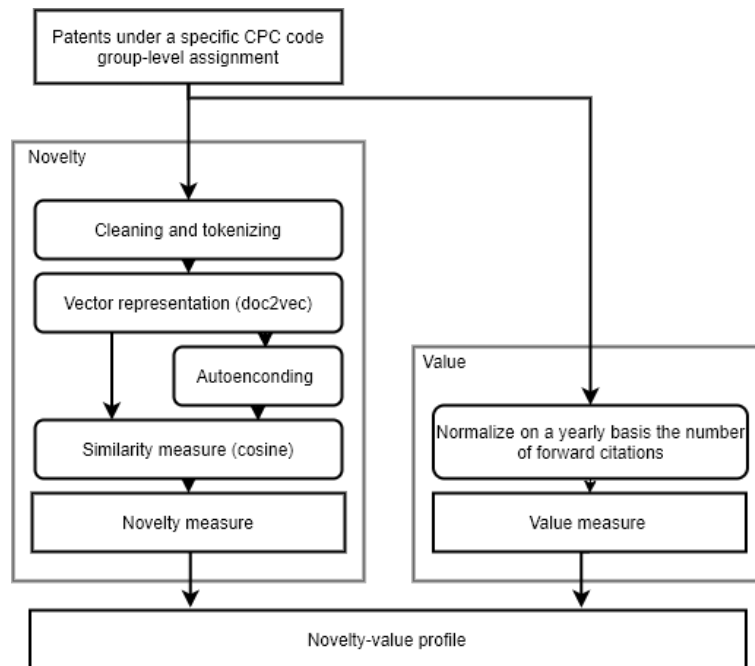 Patents under a specific CPC code
group-level assignment
Novelty
Cleaning and tokenizing
Vector representation (doc2vec)
Autoenconding
Similarity measure (cosine)
Novelty measure
Value
Normalize on a yearly basis the number
of forward citations
Value measure
Novelty-value profile